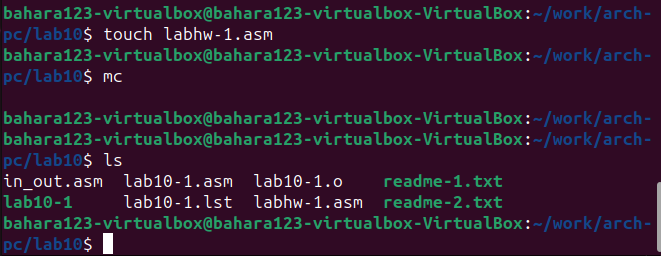 bahara123-virtualbox@bahara123-virtualbox-VirtualBox:~/work/arch-
pc/lab10$ touch labhw-1.asm
bahara123-virtualbox@bahara123-virtualbox-VirtualBox:~/work/arch-
pc/lab10$ mc
bahara123-virtualbox@bahara123-virtualbox-VirtualBox:~/work/arch-
bahara123-virtualbox@bahara123-virtualbox-VirtualBox:~/work/arch-
pc/lab10$ ls
in_out.asm  lab10-1.asm  lab10-1.o    readme-1.txt
lab10-1     lab10-1.lst  labhw-1.asm  readme-2.txt
bahara123-virtualbox@bahara123-virtualbox-VirtualBox:~/work/arch-
pc/lab10$